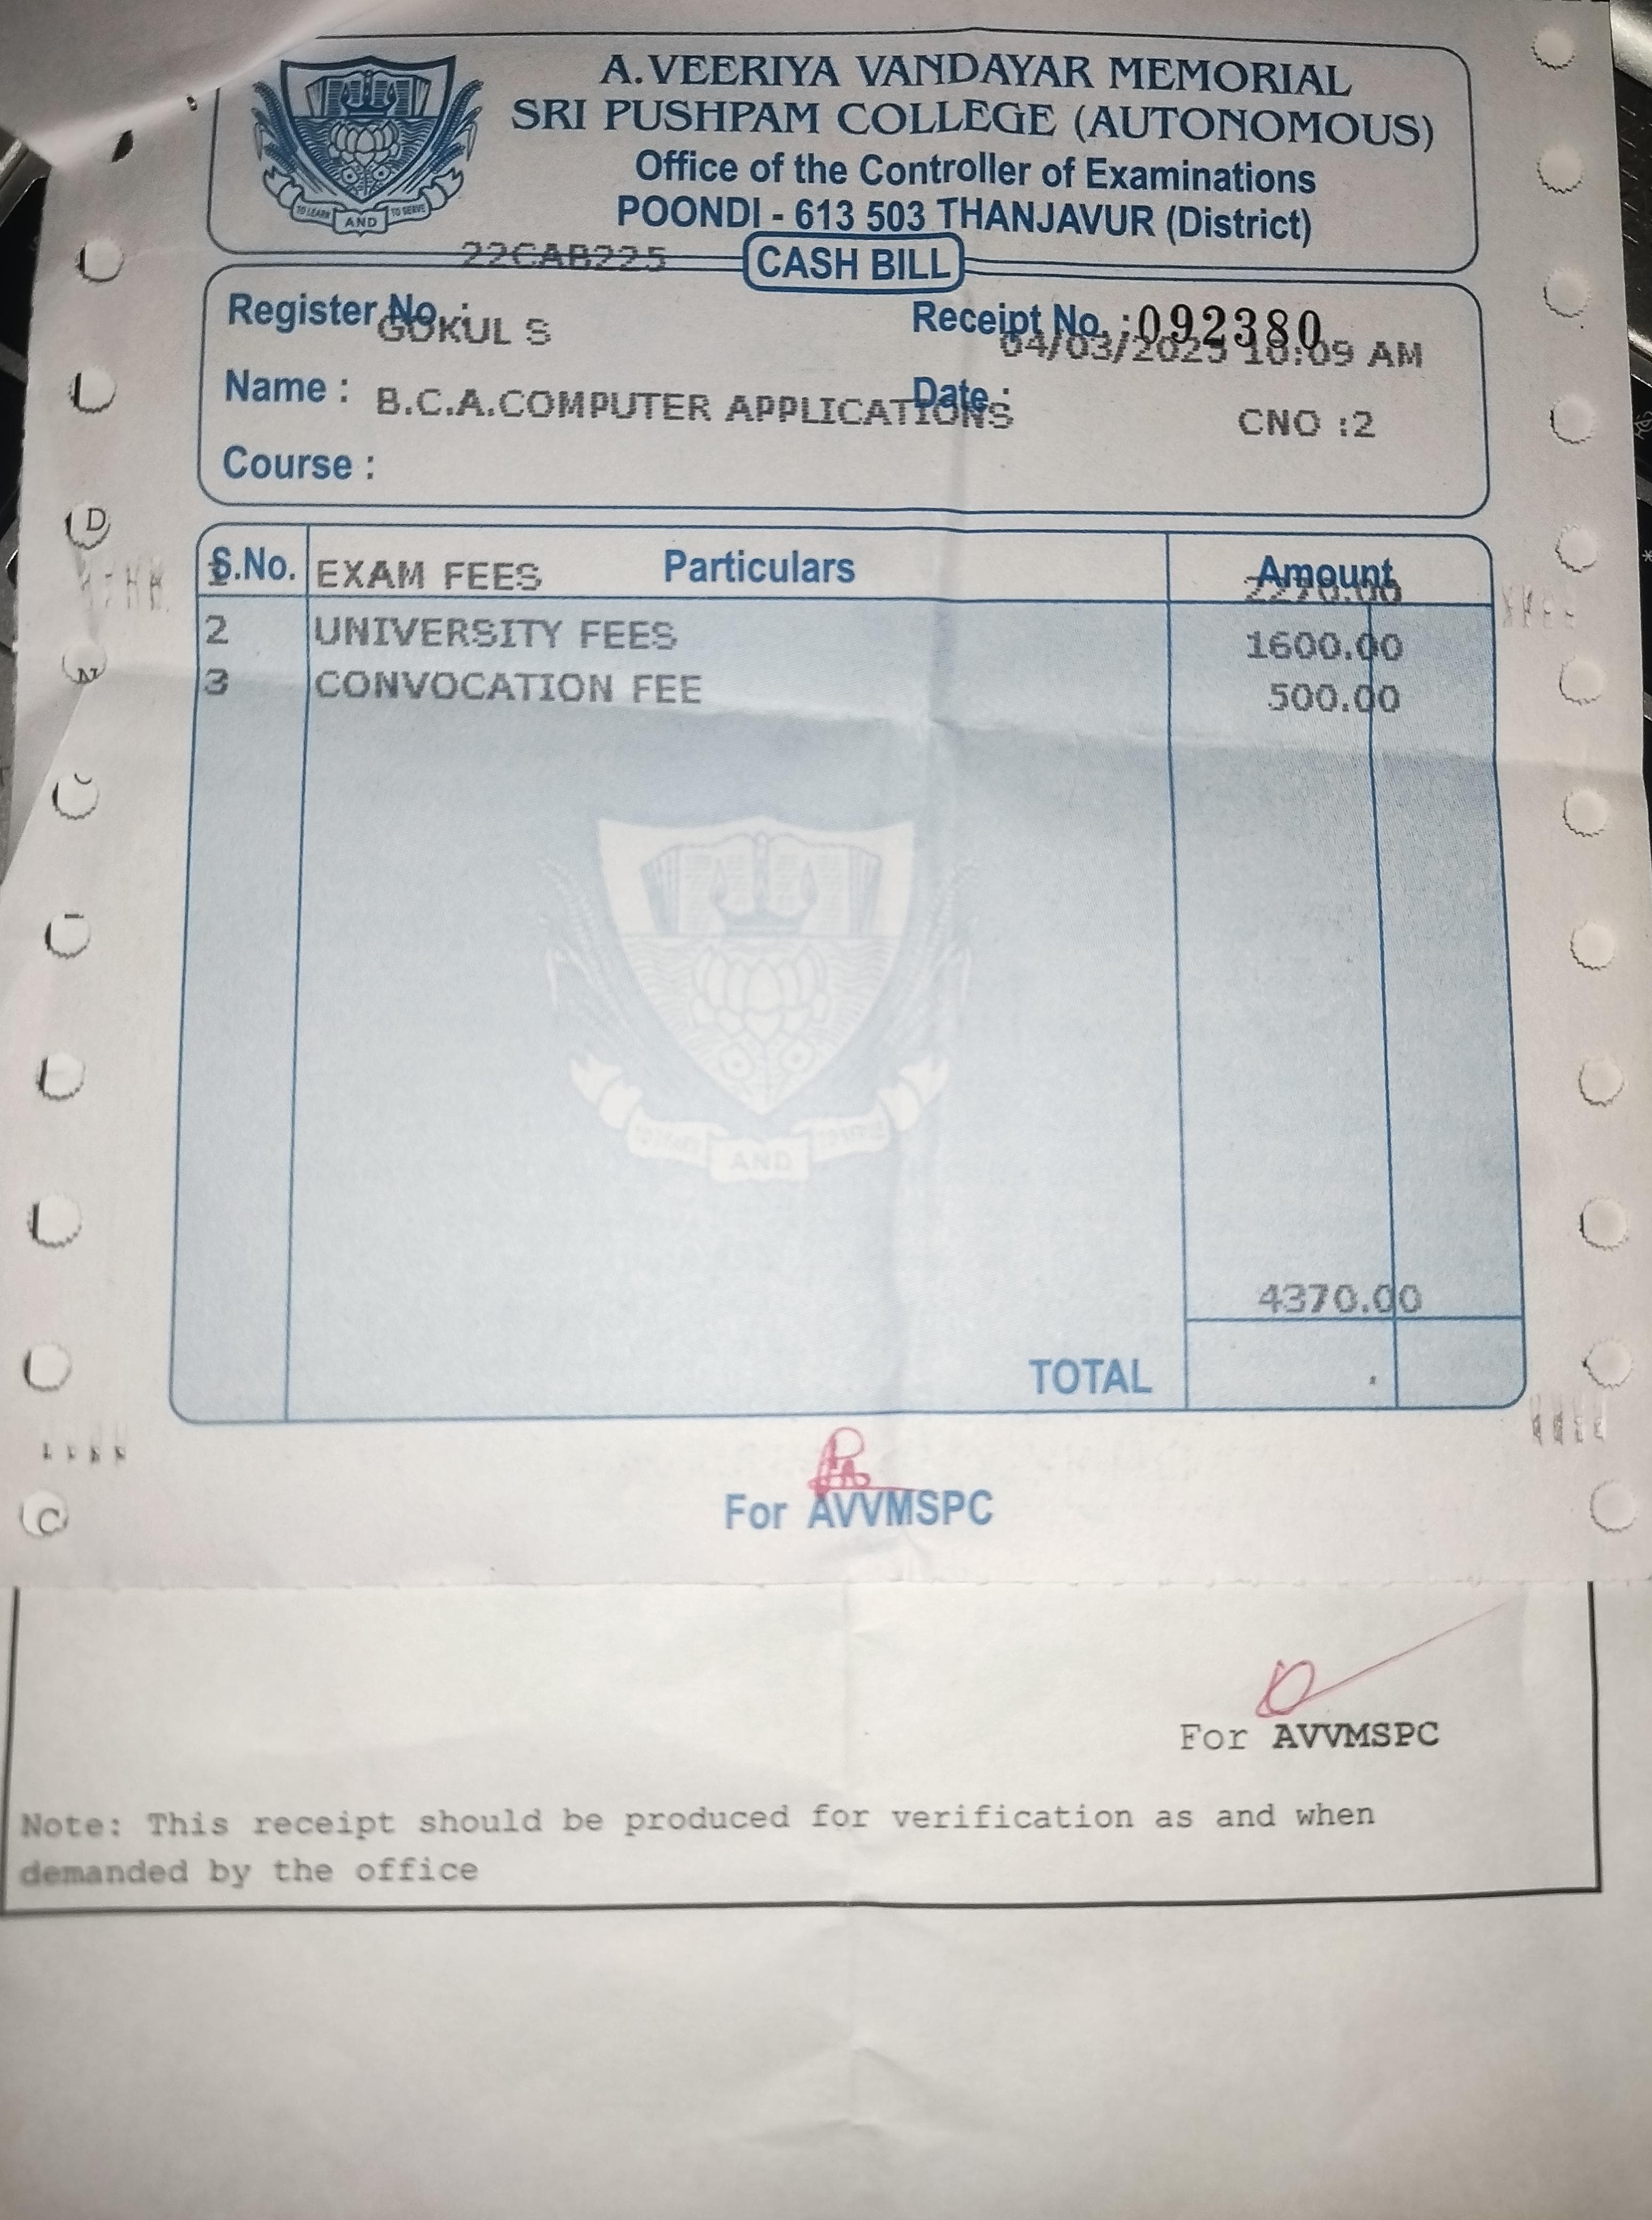 A.VEERIYA VANDAYAR MEMORIAL
SRI PUSHPAM COLLEGE (AUTONOMOUS)
Office of the Controller of Examinations
POONDI - 613 503 THANJAVUR (District)
TO LEARN AND TO SERVE
22CAB225
CASH BILL
Register No. :
GOKUL S
Receipt No. : 092380
04/03/2025 10:09 AM
Name :
B.C.A.COMPUTER APPLICATIONS
Date :
CNO :2
Course :
S.No. Particulars Amount
1 EXAM FEES 2270.00
2 UNIVERSITY FEES 1600.00
3 CONVOCATION FEE 500.00
AND
4370.00
TOTAL
For AVVMSPC
For AVVMSPC
Note: This receipt should be produced for verification as and when
demanded by the office